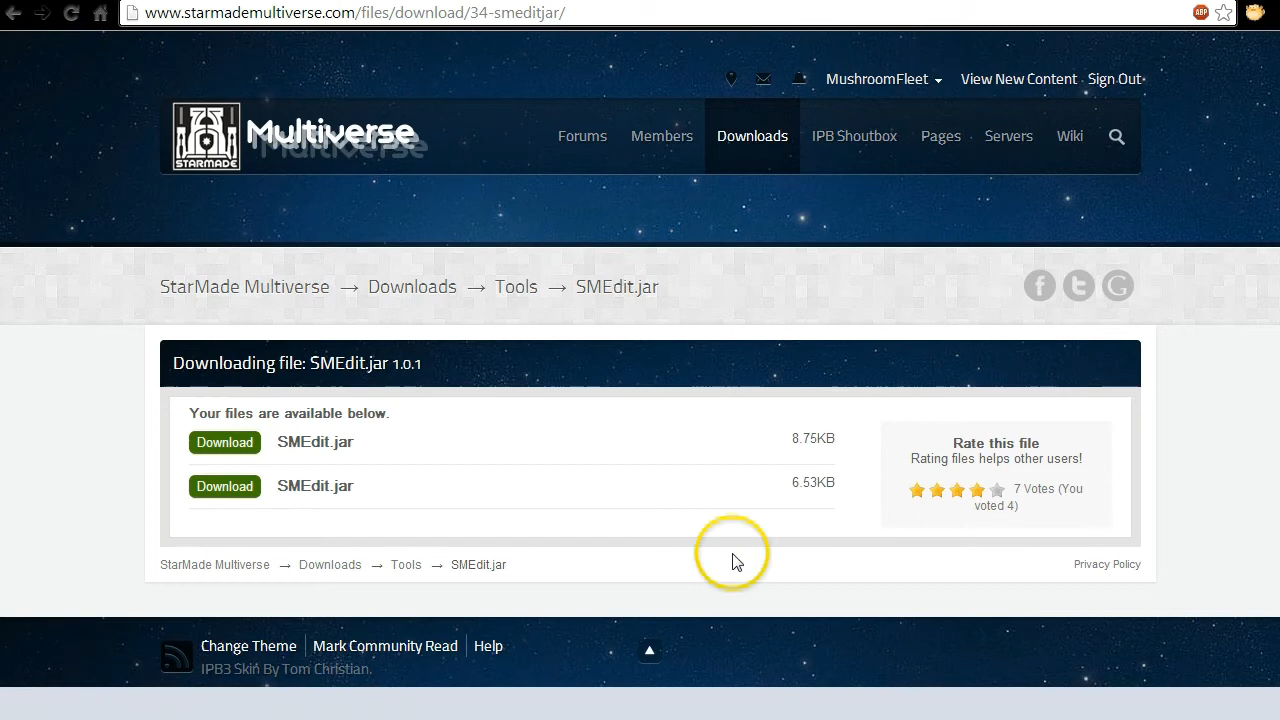 www.starmademultiverse.com/files/download/34-smeditjar/
ABP
MushroomFleet View New Content Sign Out
STARMADE
Multiverse
Forums Members Downloads IPB Shoutbox Pages Servers Wiki
StarMade Multiverse → Downloads → Tools → SMEdit.jar
Downloading file: SMEdit.jar 1.0.1
Your files are available below.
Download SMEdit.jar 8.75KB
Download SMEdit.jar 6.53KB
Rate this file
Rating files helps other users!
7 Votes (You
voted 4)
StarMade Multiverse → Downloads → Tools → SMEdit.jar
Privacy Policy
Change Theme Mark Community Read Help
IPB3 Skin By Tom Christian.